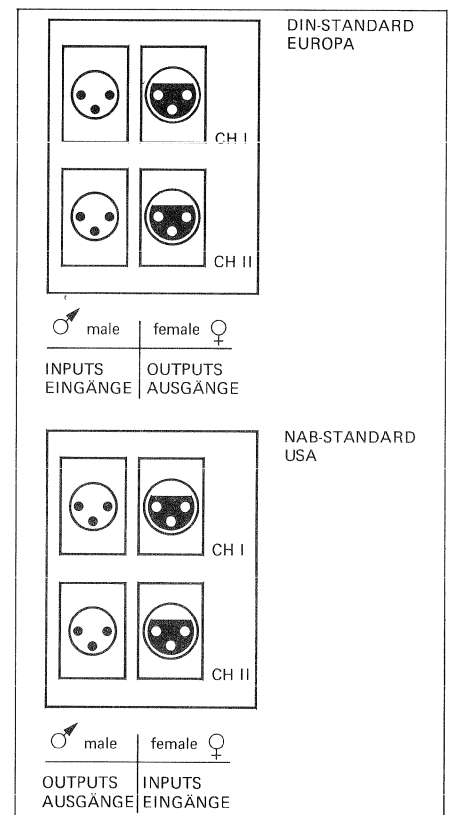 DIN-STANDARD
EUROPA
CH I
CH II
♂ male | female ♀
INPUTS | OUTPUTS
EINGÄNGE | AUSGÄNGE
NAB-STANDARD
USA
CH I
CH II
♂ male | female ♀
OUTPUTS | INPUTS
AUSGÄNGE | EINGÄNGE